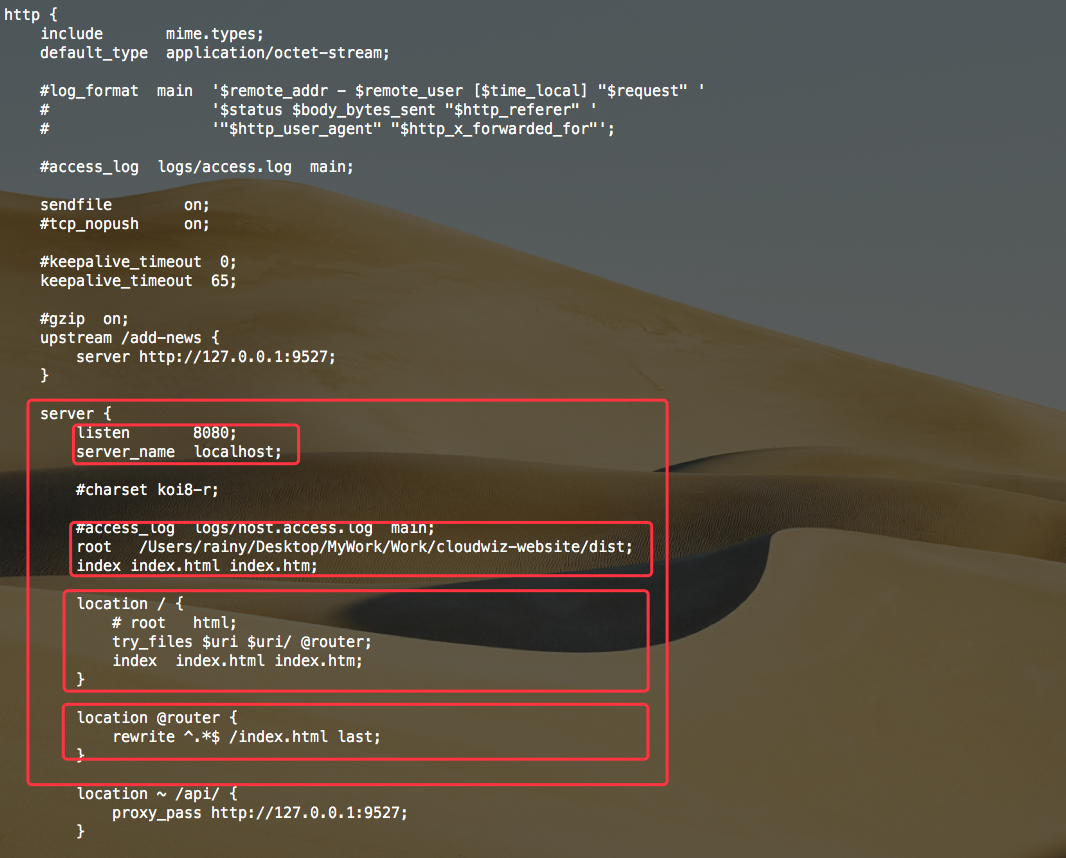 http {
    include       mime.types;
    default_type  application/octet-stream;

    #log_format  main  '$remote_addr - $remote_user [$time_local] "$request" '
    #                  '$status $body_bytes_sent "$http_referer" '
    #                  '"$http_user_agent" "$http_x_forwarded_for"';

    #access_log  logs/access.log  main;

    sendfile        on;
    #tcp_nopush     on;

    #keepalive_timeout  0;
    keepalive_timeout  65;

    #gzip  on;
    upstream /add-news {
        server http://127.0.0.1:9527;
    }

    server {
        listen       8080;
        server_name  localhost;

        #charset koi8-r;

        #access_log  logs/host.access.log  main;
        root   /Users/rainy/Desktop/MyWork/Work/cloudwiz-website/dist;
        index index.html index.htm;

        location / {
            # root   html;
            try_files $uri $uri/ @router;
            index  index.html index.htm;
        }

        location @router {
            rewrite ^.*$ /index.html last;
        }

        location ~ /api/ {
            proxy_pass http://127.0.0.1:9527;
        }